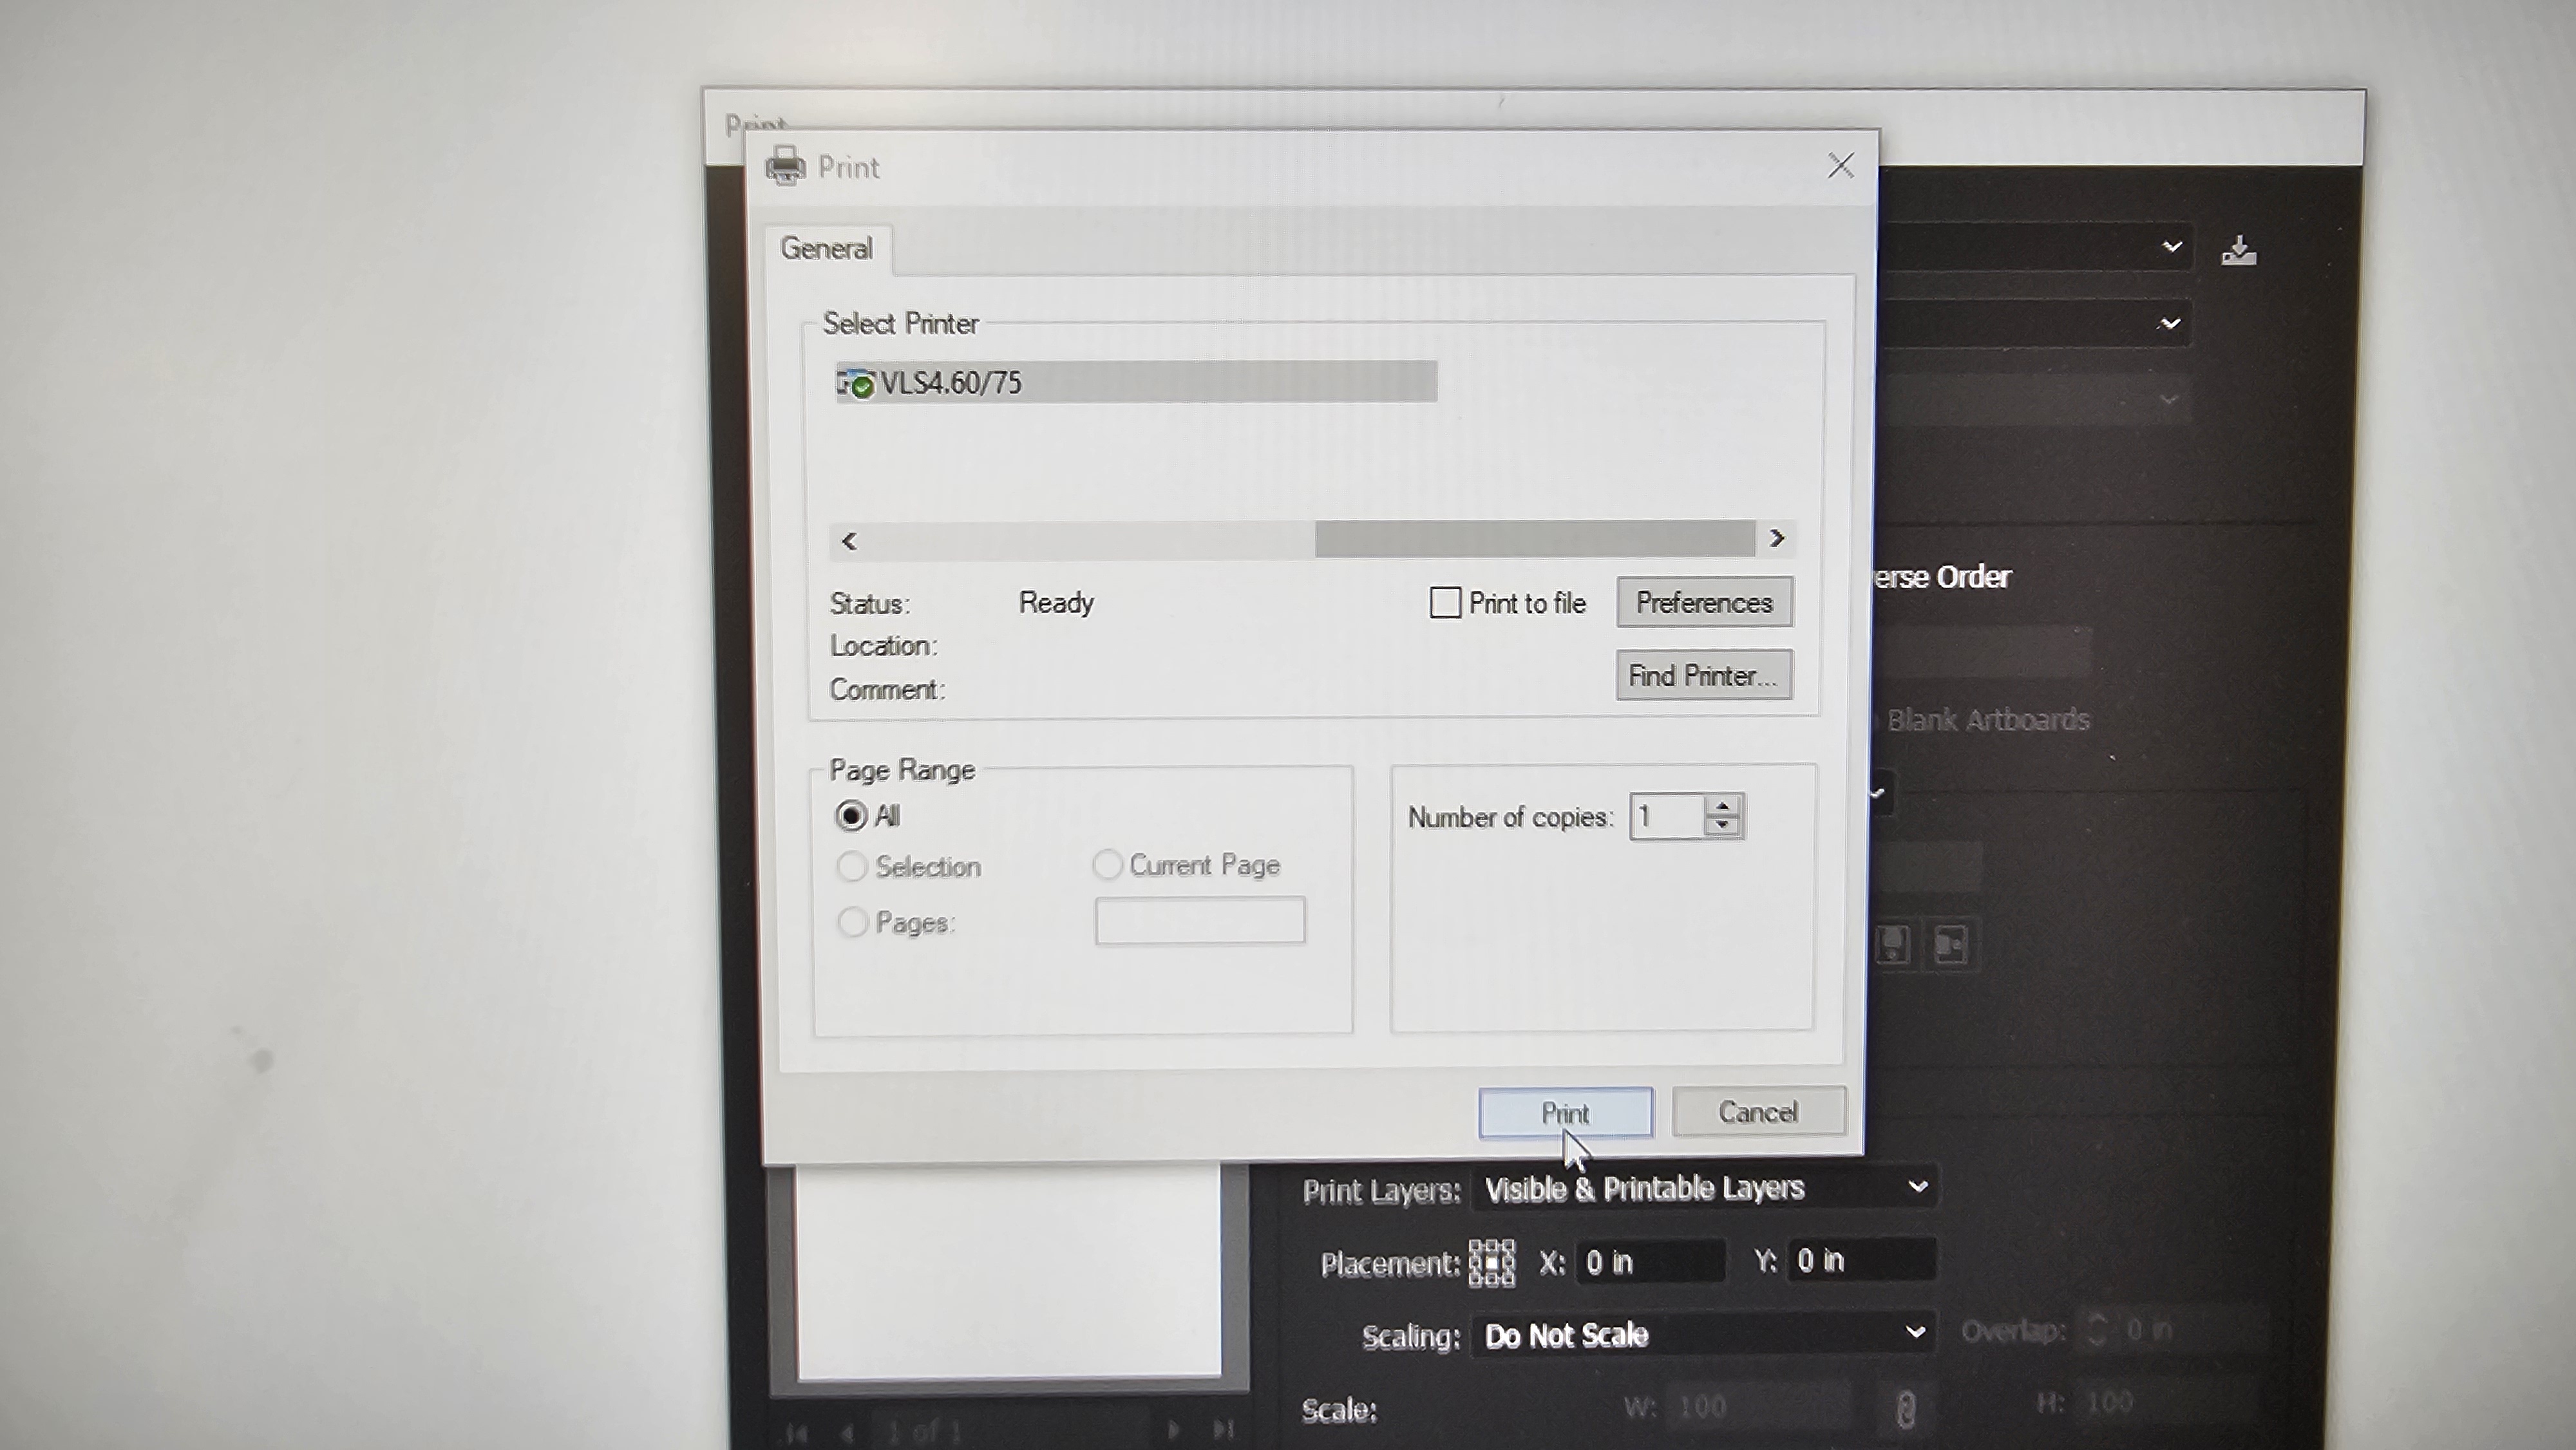 Print
Print
General
Select Printer
VLS4.60/75
Status: Ready
Print to file
Preferences
Location:
Find Printer...
Comment:
Page Range
All
Number of copies: 1
Selection
Current Page
Pages:
Print
Cancel
erse Order
Blank Artboards
Print Layers: Visible & Printable Layers
Placement: X: 0 in Y: 0 in
Scaling: Do Not Scale Overlap: 0 in
Scale: W: 100 H: 100
1 of 1